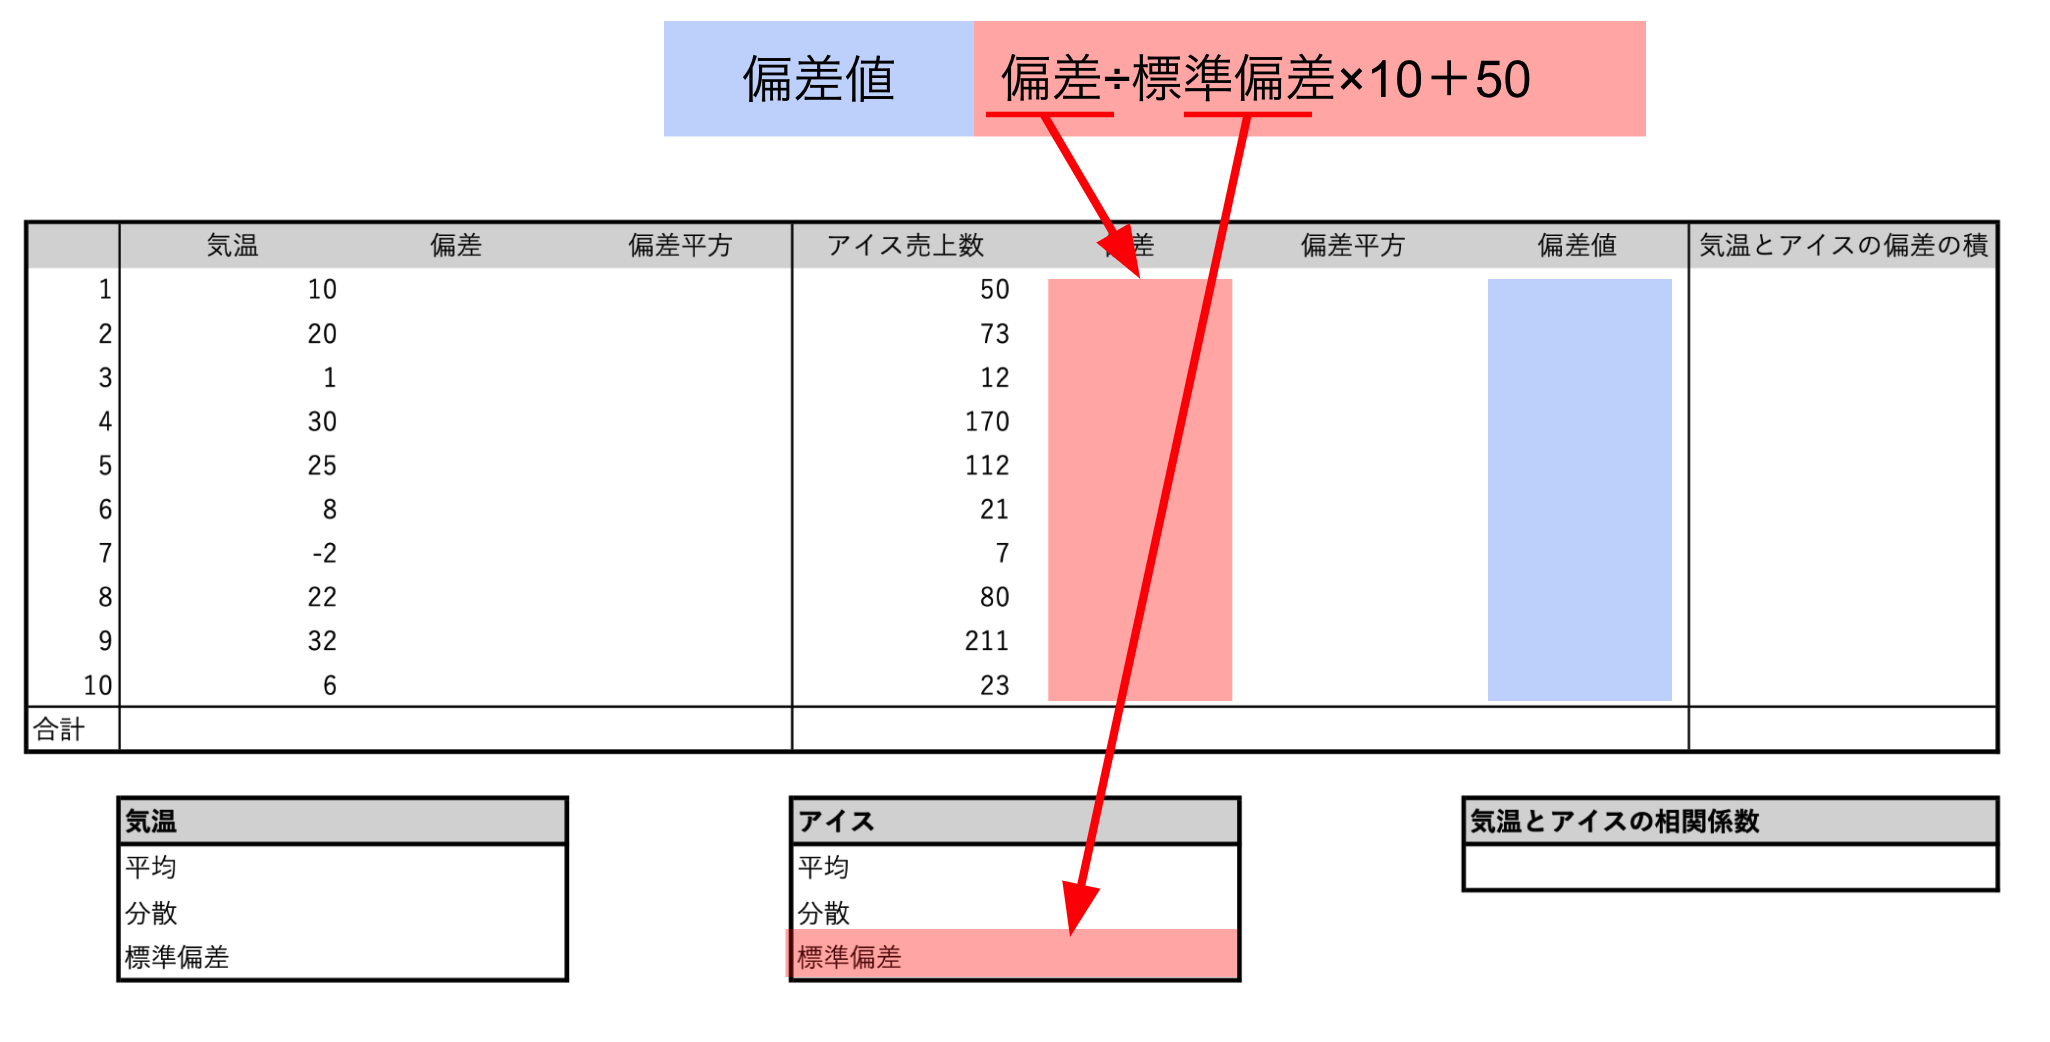 偏差値 偏差÷標準偏差×10＋50
気温 偏差 偏差平方 アイス売上数 差 偏差平方 偏差値 気温とアイスの偏差の積
1 10 50
2 20 73
3 1 12
4 30 170
5 25 112
6 8 21
7 -2 7
8 22 80
9 32 211
10 6 23
合計
気温 アイス 気温とアイスの相関係数
平均 平均
分散 分散
標準偏差 標準偏差